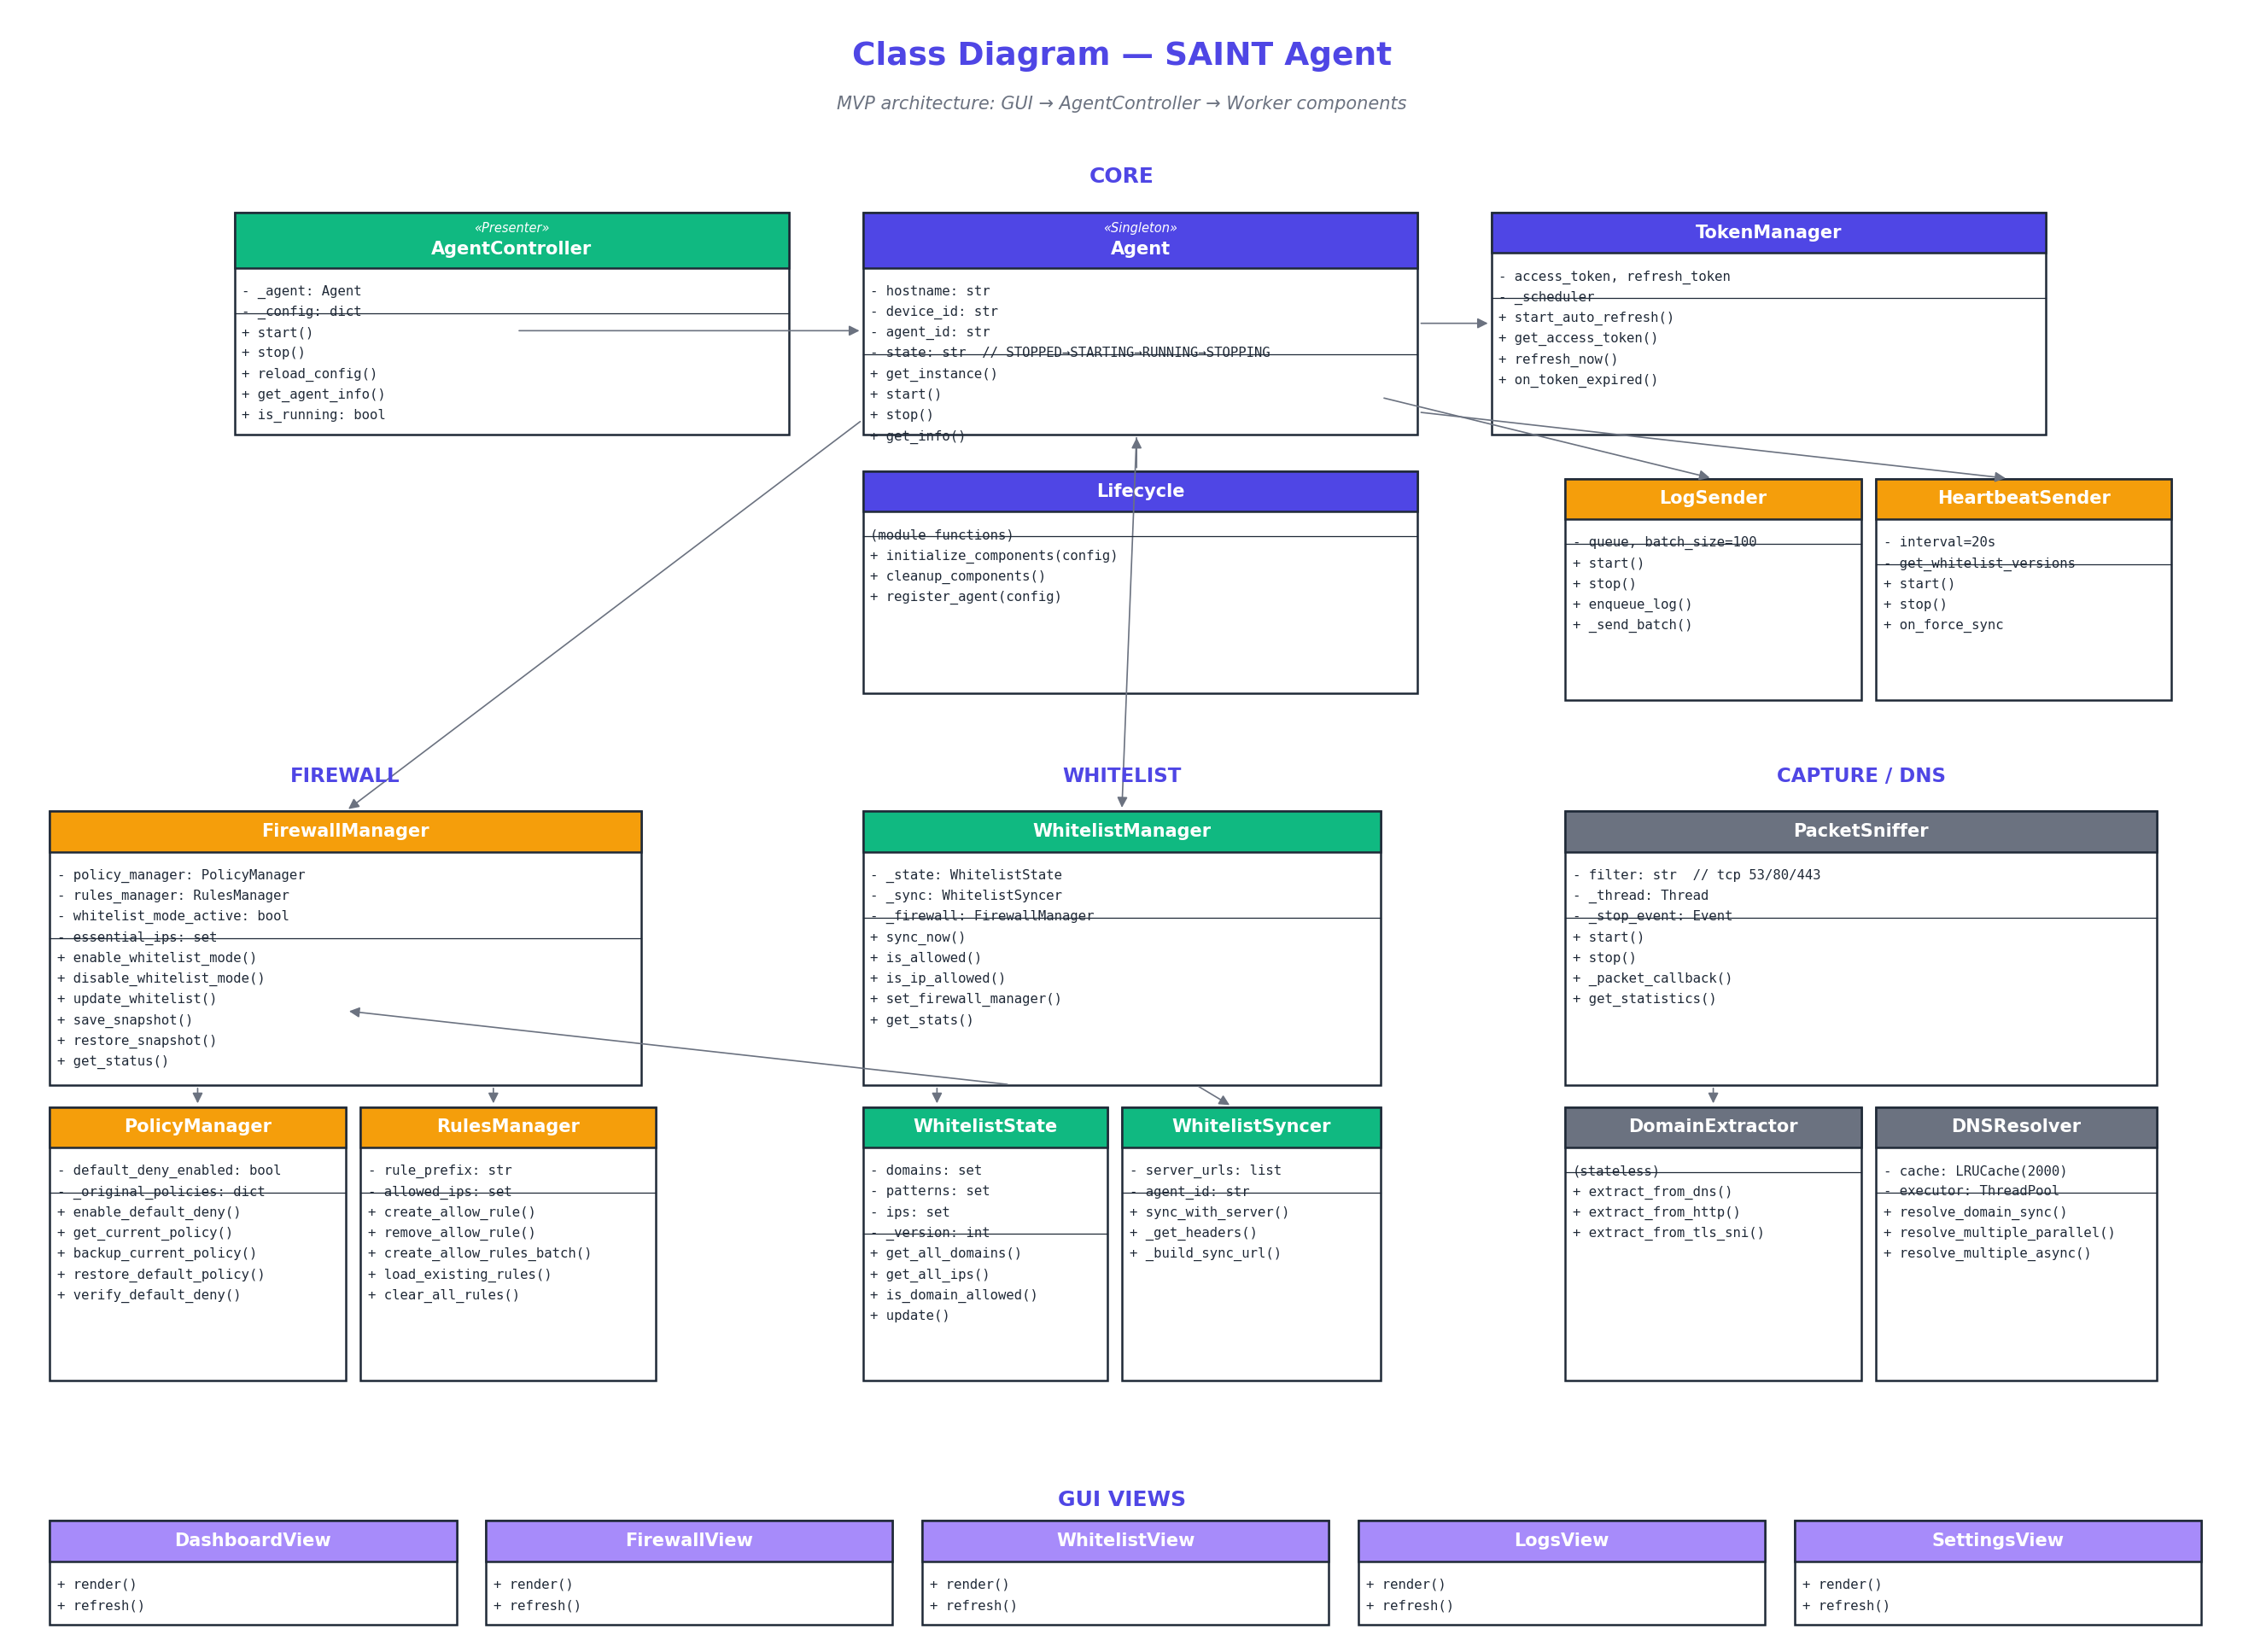 Class Diagram — SAINT Agent
MVP architecture: GUI → AgentController → Worker components
CORE
«Presenter»
AgentController
- _agent: Agent
- _config: dict
+ start()
+ stop()
+ reload_config()
+ get_agent_info()
+ is_running: bool
«Singleton»
Agent
- hostname: str
- device_id: str
- agent_id: str
- state: str  // STOPPED→STARTING→RUNNING→STOPPING
+ get_instance()
+ start()
+ stop()
+ get_info()
TokenManager
- access_token, refresh_token
- _scheduler
+ start_auto_refresh()
+ get_access_token()
+ refresh_now()
+ on_token_expired()
Lifecycle
(module functions)
+ initialize_components(config)
+ cleanup_components()
+ register_agent(config)
LogSender
- queue, batch_size=100
+ start()
+ stop()
+ enqueue_log()
+ _send_batch()
HeartbeatSender
- interval=20s
- get_whitelist_versions
+ start()
+ stop()
+ on_force_sync
FIREWALL
FirewallManager
- policy_manager: PolicyManager
- rules_manager: RulesManager
- whitelist_mode_active: bool
- essential_ips: set
+ enable_whitelist_mode()
+ disable_whitelist_mode()
+ update_whitelist()
+ save_snapshot()
+ restore_snapshot()
+ get_status()
PolicyManager
- default_deny_enabled: bool
- _original_policies: dict
+ enable_default_deny()
+ get_current_policy()
+ backup_current_policy()
+ restore_default_policy()
+ verify_default_deny()
RulesManager
- rule_prefix: str
- allowed_ips: set
+ create_allow_rule()
+ remove_allow_rule()
+ create_allow_rules_batch()
+ load_existing_rules()
+ clear_all_rules()
WHITELIST
WhitelistManager
- _state: WhitelistState
- _sync: WhitelistSyncer
- _firewall: FirewallManager
+ sync_now()
+ is_allowed()
+ is_ip_allowed()
+ set_firewall_manager()
+ get_stats()
WhitelistState
- domains: set
- patterns: set
- ips: set
- _version: int
+ get_all_domains()
+ get_all_ips()
+ is_domain_allowed()
+ update()
WhitelistSyncer
- server_urls: list
- agent_id: str
+ sync_with_server()
+ _get_headers()
+ _build_sync_url()
CAPTURE / DNS
PacketSniffer
- filter: str  // tcp 53/80/443
- _thread: Thread
- _stop_event: Event
+ start()
+ stop()
+ _packet_callback()
+ get_statistics()
DomainExtractor
(stateless)
+ extract_from_dns()
+ extract_from_http()
+ extract_from_tls_sni()
DNSResolver
- cache: LRUCache(2000)
- executor: ThreadPool
+ resolve_domain_sync()
+ resolve_multiple_parallel()
+ resolve_multiple_async()
GUI VIEWS
DashboardView
+ render()
+ refresh()
FirewallView
+ render()
+ refresh()
WhitelistView
+ render()
+ refresh()
LogsView
+ render()
+ refresh()
SettingsView
+ render()
+ refresh()